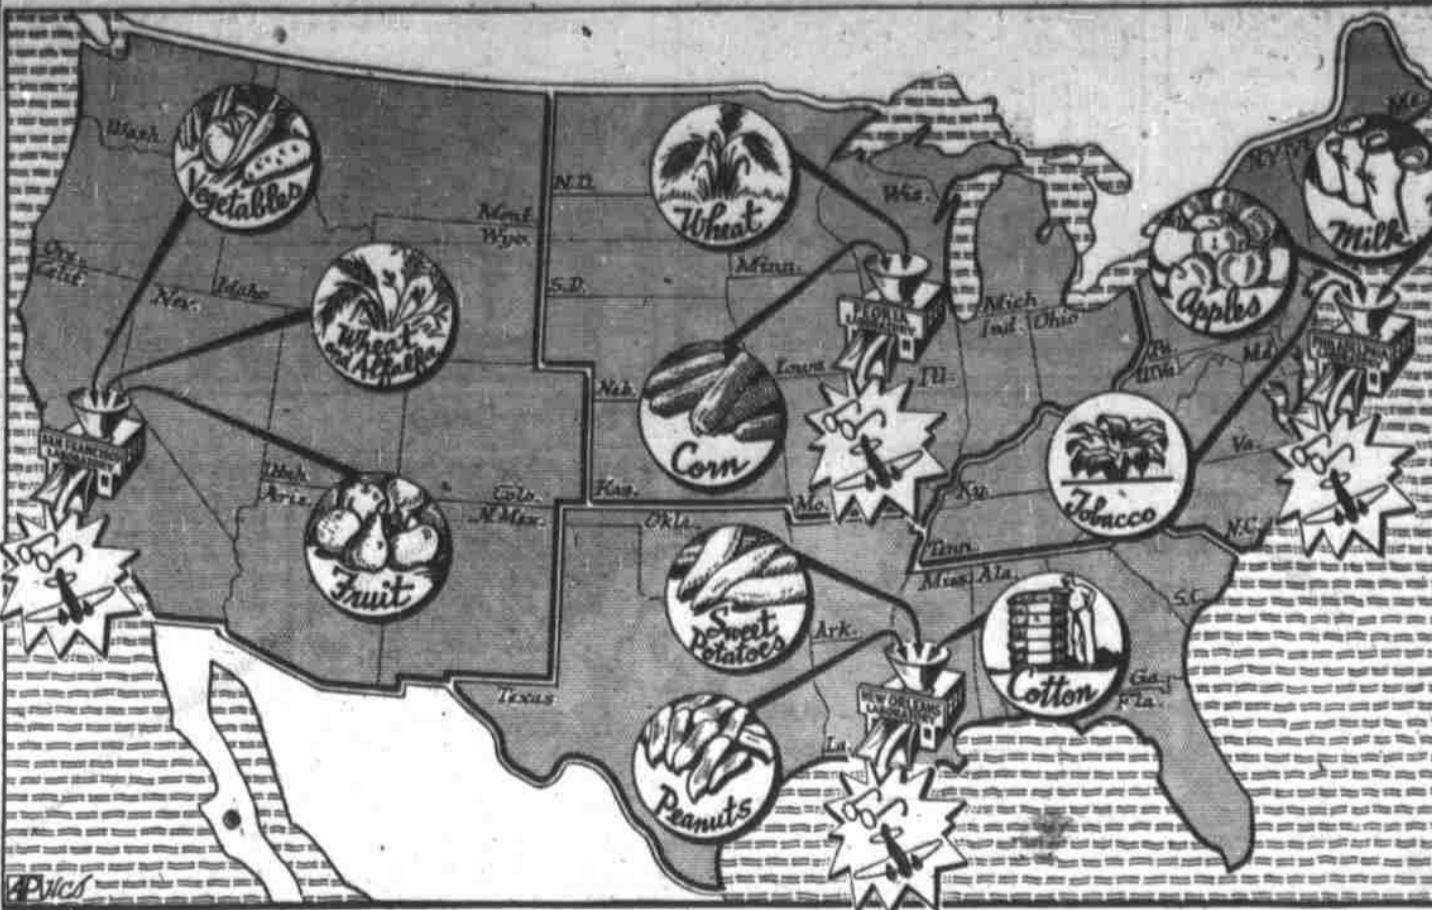 Wash.
Vegetables
Mont.
Wyo.
Ore.
Calif.
Nev.
Idaho
Wheat
and Alfalfa
SAN FRANCISCO
LABORATORY
Utah
Ariz.
Colo.
N. Mex.
Fruit
N.D.
Wheat
Wis.
Minn.
S.D.
PEORIA
LABORATORY
Mich
Ind.
Ohio
Neb.
Iowa
Ill.
Corn
Kas.
Mo.
Okla.
Sweet
Potatoes
Ark.
Texas
Peanuts
La.
NEW ORLEANS
LABORATORY
Me.
N.Y.
Milk
Apples
PHILADELPHIA
Pa.
Md.
Va.
Tobacco
Ky.
N.C.
Tenn.
Miss.
Ala.
S.C.
Cotton
Ga.
Fla.
AP